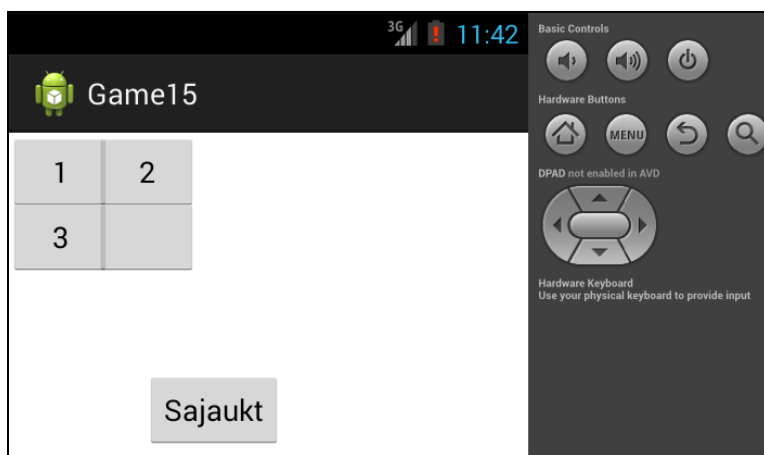 3G 11:42
Game15
1 2
3
Sajaukt
Basic Controls
Hardware Buttons
MENU
DPAD not enabled in AVD
Hardware Keyboard
Use your physical keyboard to provide input